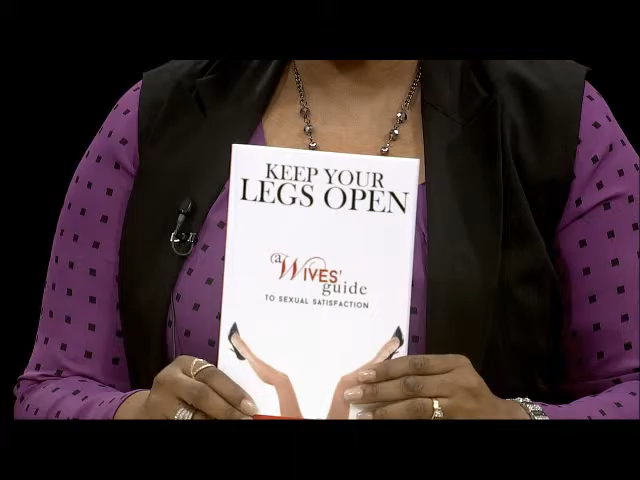 KEEP YOUR
LEGS OPEN
a WIVES'
guide
TO SEXUAL SATISFACTION